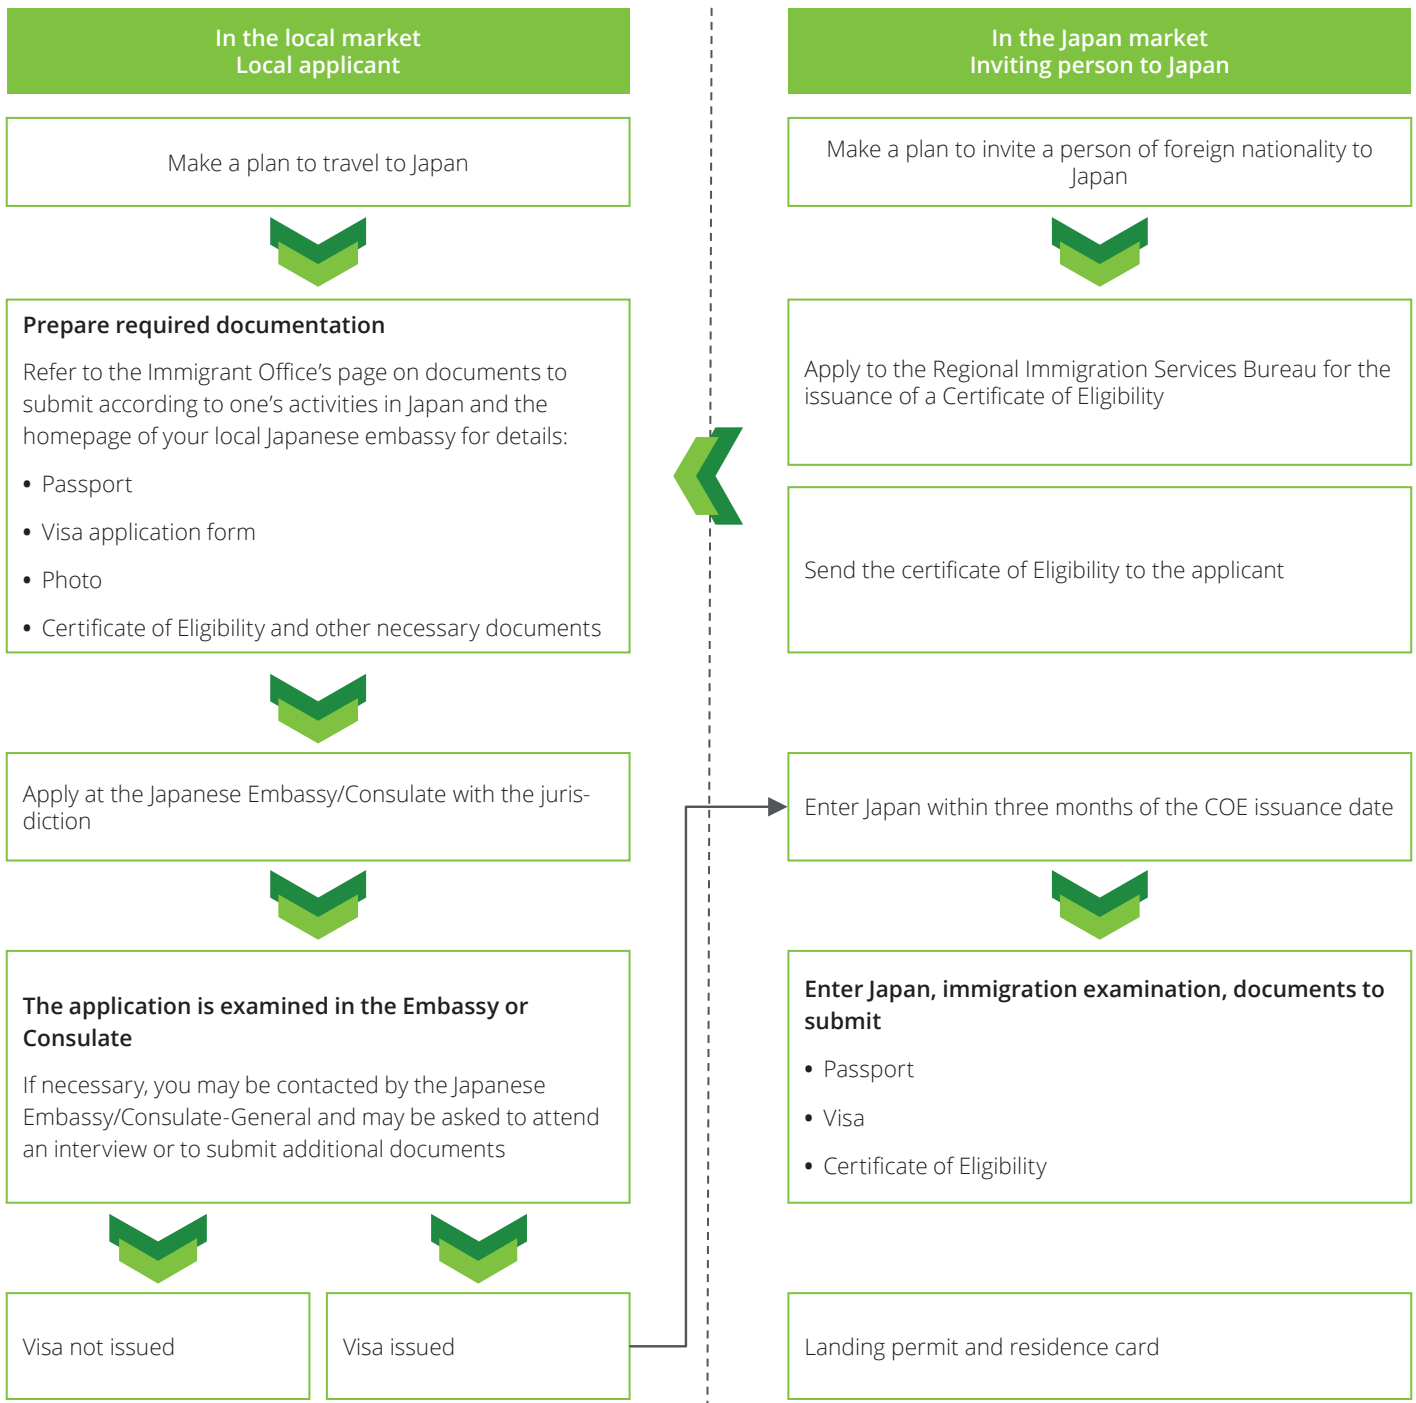 In the local market
Local applicant
Make a plan to travel to Japan
Prepare required documentation
Refer to the Immigrant Office’s page on documents to
submit according to one’s activities in Japan and the
homepage of your local Japanese embassy for details:
• Passport
• Visa application form
• Photo
• Certificate of Eligibility and other necessary documents
Apply at the Japanese Embassy/Consulate with the juris-
diction
The application is examined in the Embassy or
Consulate
If necessary, you may be contacted by the Japanese
Embassy/Consulate-General and may be asked to attend
an interview or to submit additional documents
Visa not issued
Visa issued
In the Japan market
Inviting person to Japan
Make a plan to invite a person of foreign nationality to
Japan
Apply to the Regional Immigration Services Bureau for the
issuance of a Certificate of Eligibility
Send the certificate of Eligibility to the applicant
Enter Japan within three months of the COE issuance date
Enter Japan, immigration examination, documents to
submit
• Passport
• Visa
• Certificate of Eligibility
Landing permit and residence card